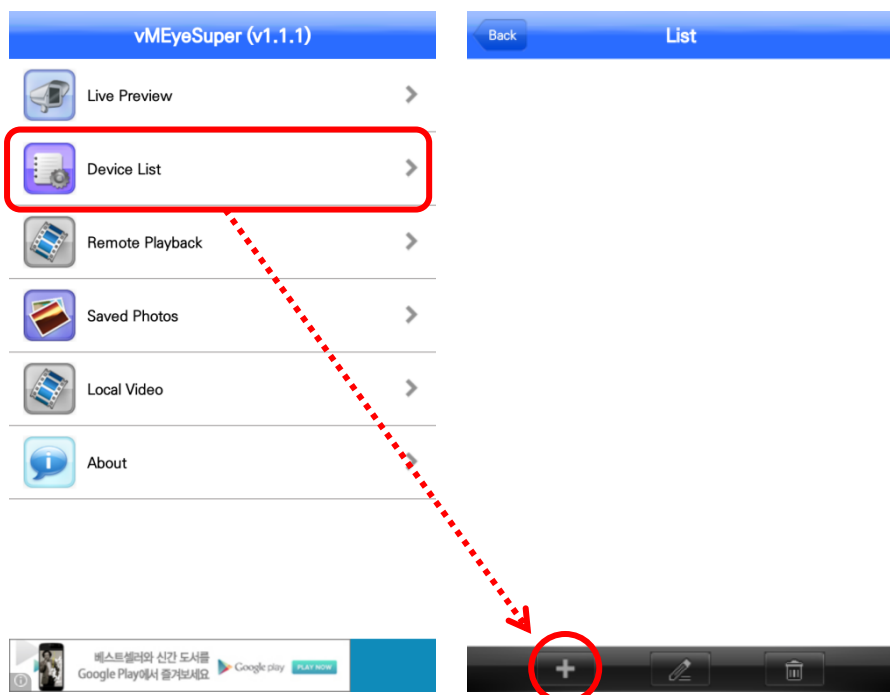 vMEyeSuper (v1.1.1)
Live Preview
Device List
Remote Playback
Saved Photos
Local Video
About
베스트셀러와 신간 도서를
Google Play에서 즐겨보세요
Google play
PLAY NOW
Back
List